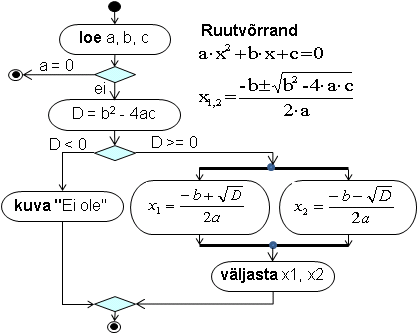 loe a, b, c
Ruutvõrrand
a·x²+b·x+c=0
a = 0
ei
x₁,₂ = (-b±√(b²-4·a·c))/(2·a)
D = b² - 4ac
D < 0
D >= 0
kuva "Ei ole"
x₁ = (-b+√D)/(2a)
x₂ = (-b-√D)/(2a)
väljasta x1, x2